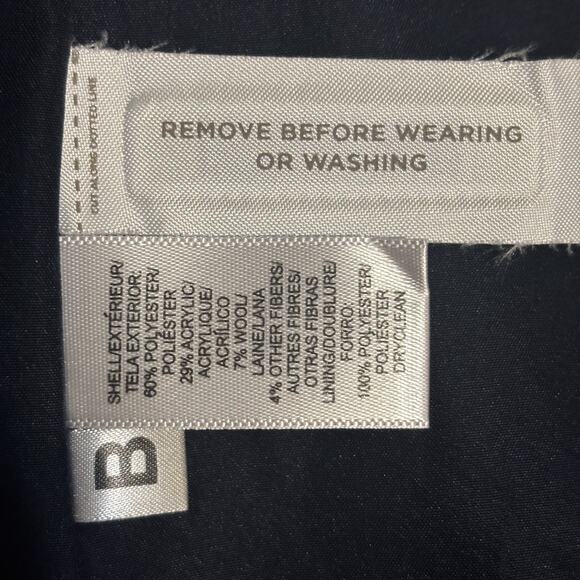 CUT ALONG DOTTED LINE
REMOVE BEFORE WEARING
OR WASHING
SHELL/EXTÉRIEUR/
TELA EXTERIOR:
60% POLYESTER/
POLIÉSTER
29% ACRYLIC/
ACRYLIQUE/
ACRÍLICO
7% WOOL/
LAINE/LANA
4% OTHER FIBERS/
AUTRES FIBRES/
OTRAS FIBRAS
LINING/DOUBLURE/
FORRO:
100% POLYESTER/
POLIÉSTER
DRYCLEAN
B